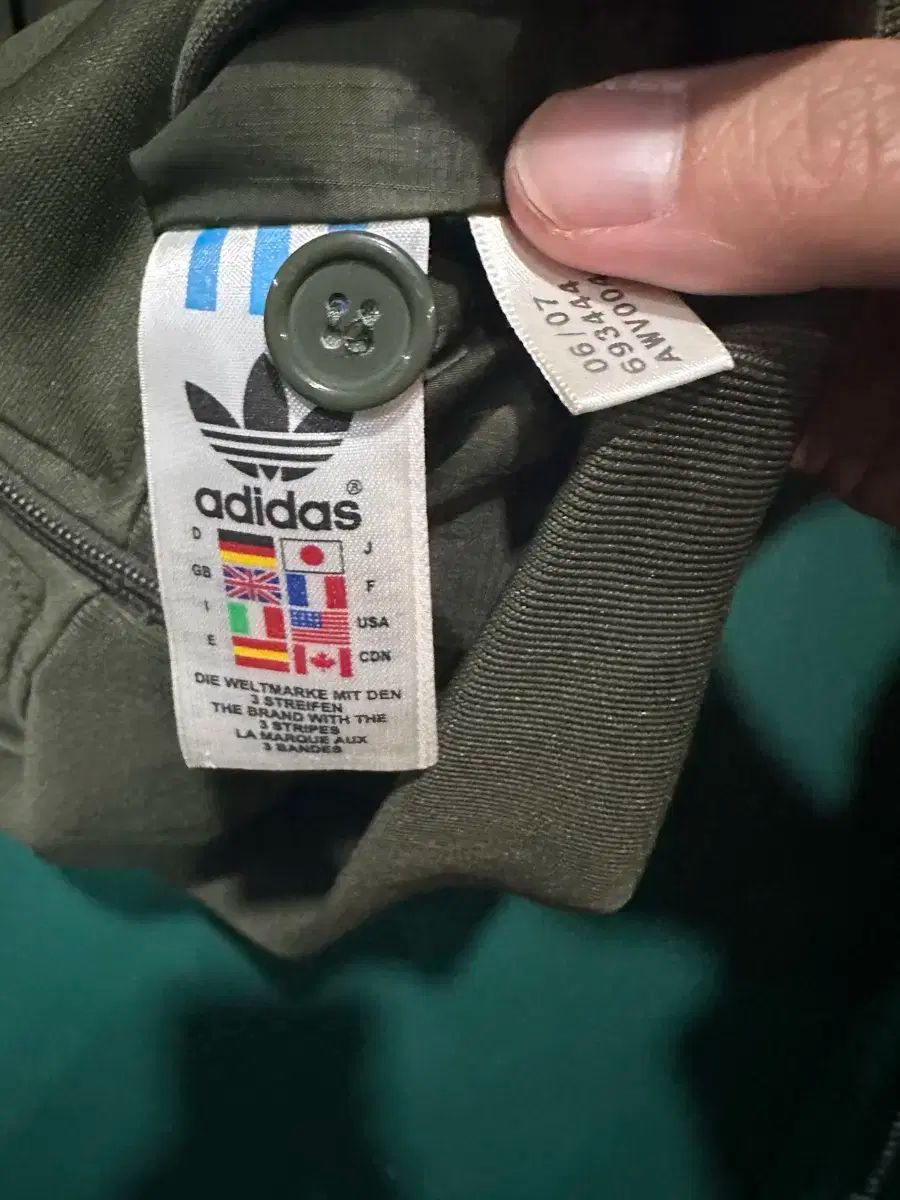 adidas®
D
J
GB
F
I
USA
E
CDN
DIE WELTMARKE MIT DEN
3 STREIFEN
THE BRAND WITH THE
3 STRIPES
LA MARQUE AUX
3 BANDES
06/07
693444